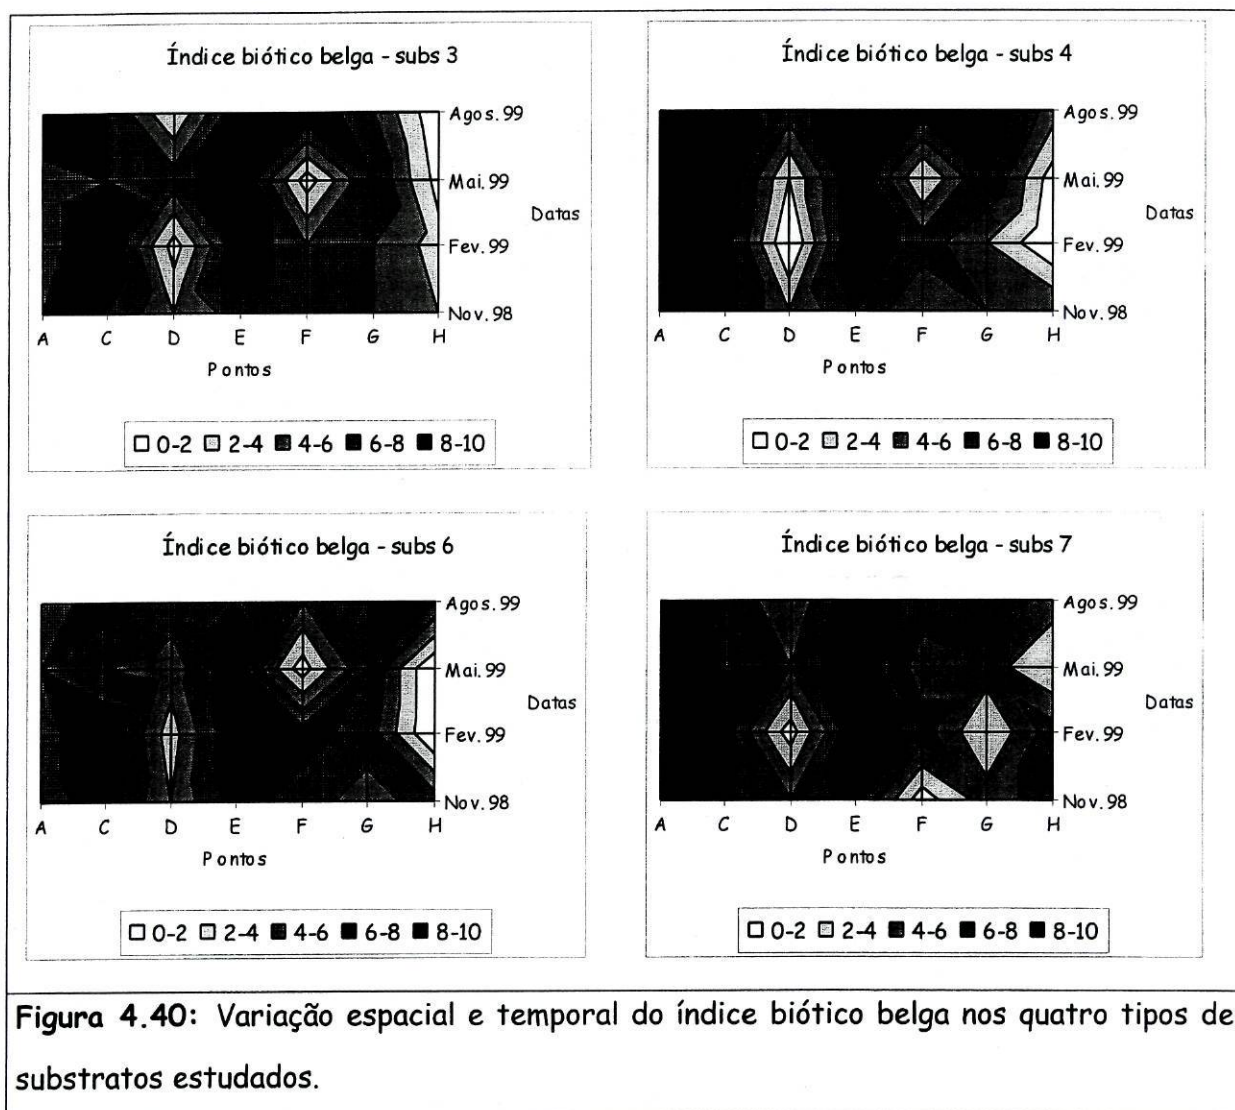 Índice biótico belga - subs 3
Agos.99
Mai.99
Datas
Fev.99
Nov.98
A C D E F G H
Pontos
0-2 2-4 4-6 6-8 8-10
Índice biótico belga - subs 4
Agos.99
Mai.99
Datas
Fev.99
Nov.98
A C D E F G H
Pontos
0-2 2-4 4-6 6-8 8-10
Índice biótico belga - subs 6
Agos.99
Mai.99
Datas
Fev.99
Nov.98
A C D E F G H
Pontos
0-2 2-4 4-6 6-8 8-10
Índice biótico belga - subs 7
Agos.99
Mai.99
Datas
Fev.99
Nov.98
A C D E F G H
Pontos
0-2 2-4 4-6 6-8 8-10
Figura 4.40: Variação espacial e temporal do índice biótico belga nos quatro tipos de
substratos estudados.